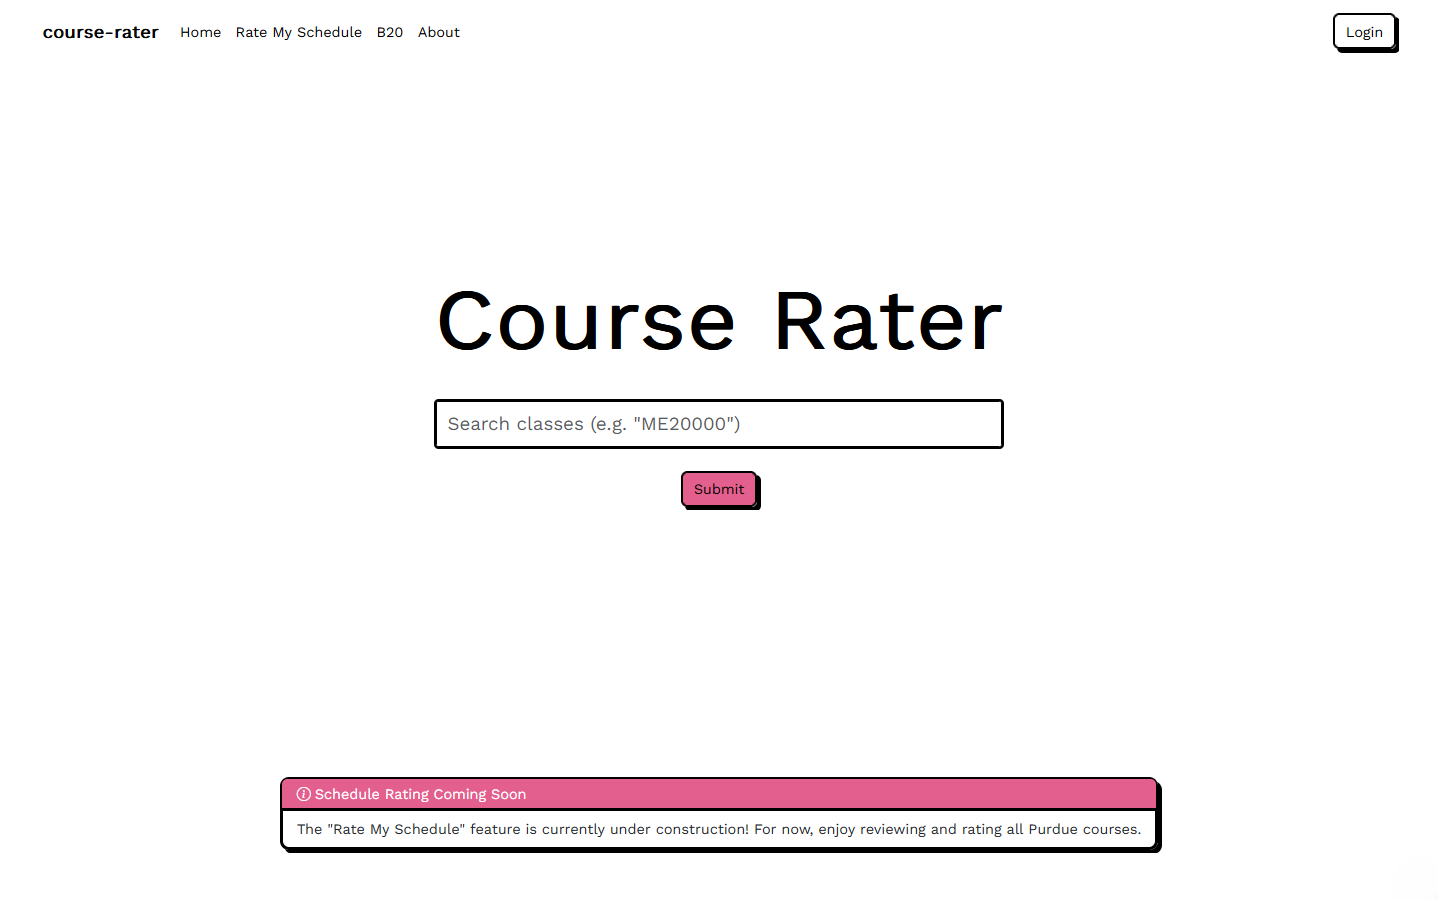 course-rater Home Rate My Schedule B20 About Login
Course Rater
Search classes (e.g. "ME20000")
Submit
Schedule Rating Coming Soon
The "Rate My Schedule" feature is currently under construction! For now, enjoy reviewing and rating all Purdue courses.